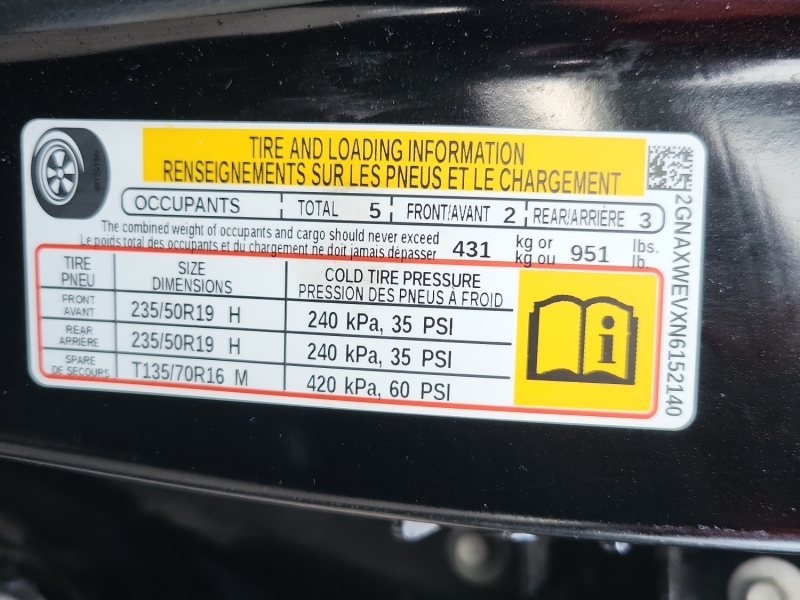 TIRE AND LOADING INFORMATION
RENSEIGNEMENTS SUR LES PNEUS ET LE CHARGEMENT
OCCUPANTS TOTAL 5 FRONT/AVANT 2 REAR/ARRIÈRE 3
The combined weight of occupants and cargo should never exceed 431 kg or 951 lbs.
Le poids total des occupants et du chargement ne doit jamais dépasser kg ou lb.
TIRE SIZE COLD TIRE PRESSURE
PNEU DIMENSIONS PRESSION DES PNEUS A FROID
FRONT
AVANT 235/50R19 H 240 kPa, 35 PSI
REAR
ARRIERE 235/50R19 H 240 kPa, 35 PSI
SPARE
DE SECOURS T135/70R16 M 420 kPa, 60 PSI
i
2GNAXWEVXN6152140